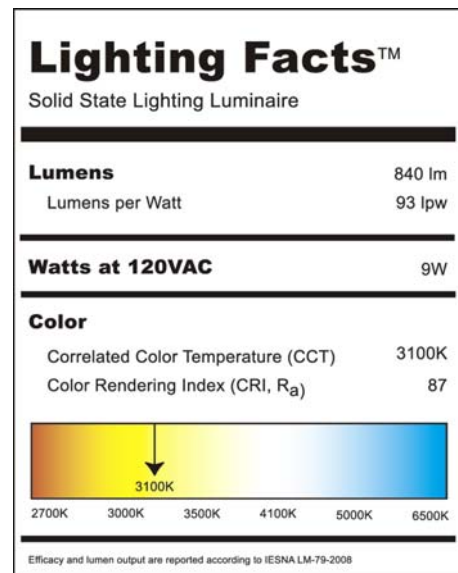 Lighting Facts™
Solid State Lighting Luminaire
Lumens 840 lm
Lumens per Watt 93 lpw
Watts at 120VAC 9W
Color
Correlated Color Temperature (CCT) 3100K
Color Rendering Index (CRI, Ra) 87
3100K
2700K 3000K 3500K 4100K 5000K 6500K
Efficacy and lumen output are reported according to IESNA LM-79-2008